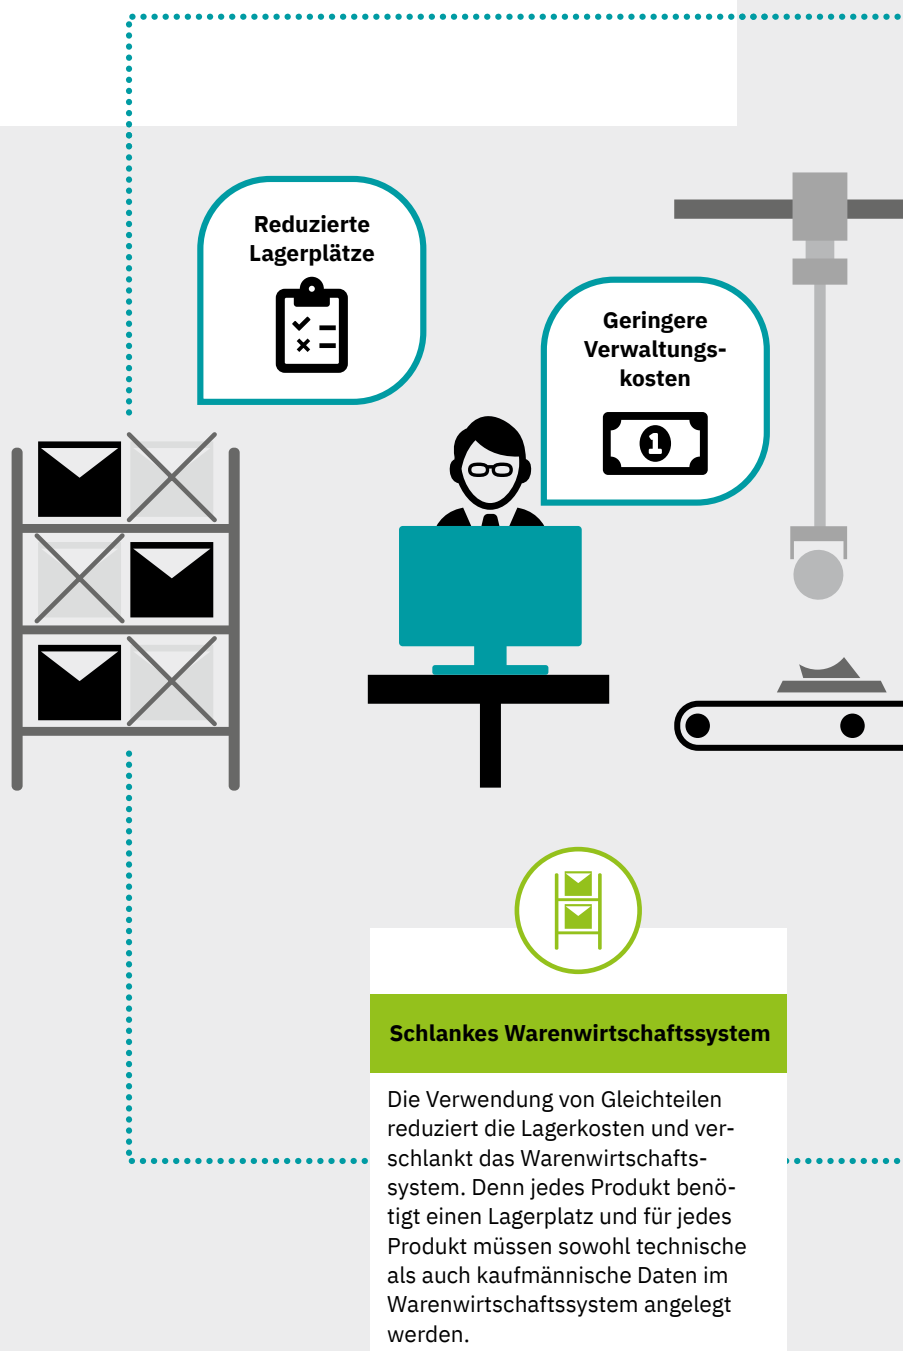 Reduzierte
Lagerplätze
Geringere
Verwaltungs-
kosten
1
Schlankes Warenwirtschaftssystem
Die Verwendung von Gleichteilen
reduziert die Lagerkosten und ver-
schlankt das Warenwirtschafts-
system. Denn jedes Produkt benö-
tigt einen Lagerplatz und für jedes
Produkt müssen sowohl technische
als auch kaufmännische Daten im
Warenwirtschaftssystem angelegt
werden.